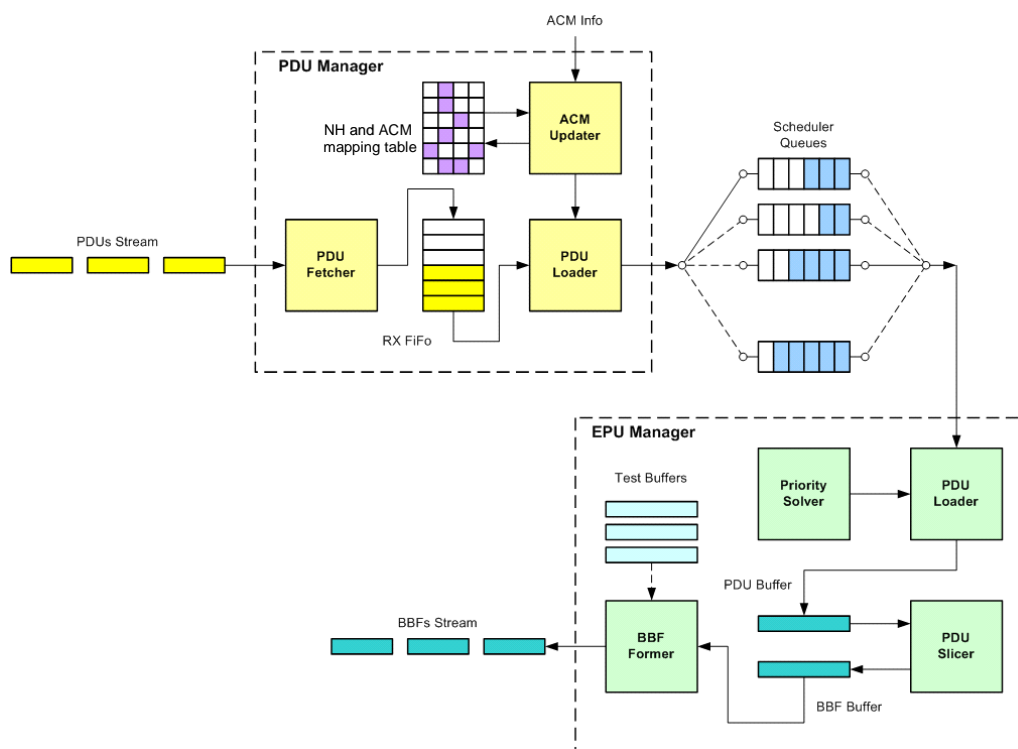 ACM Info
PDU Manager
NH and ACM
mapping table
ACM
Updater
Scheduler
Queues
PDUs Stream
PDU
Fetcher
PDU
Loader
RX FiFo
EPU Manager
Test Buffers
Priority
Solver
PDU
Loader
PDU Buffer
BBFs Stream
BBF
Former
PDU
Slicer
BBF Buffer